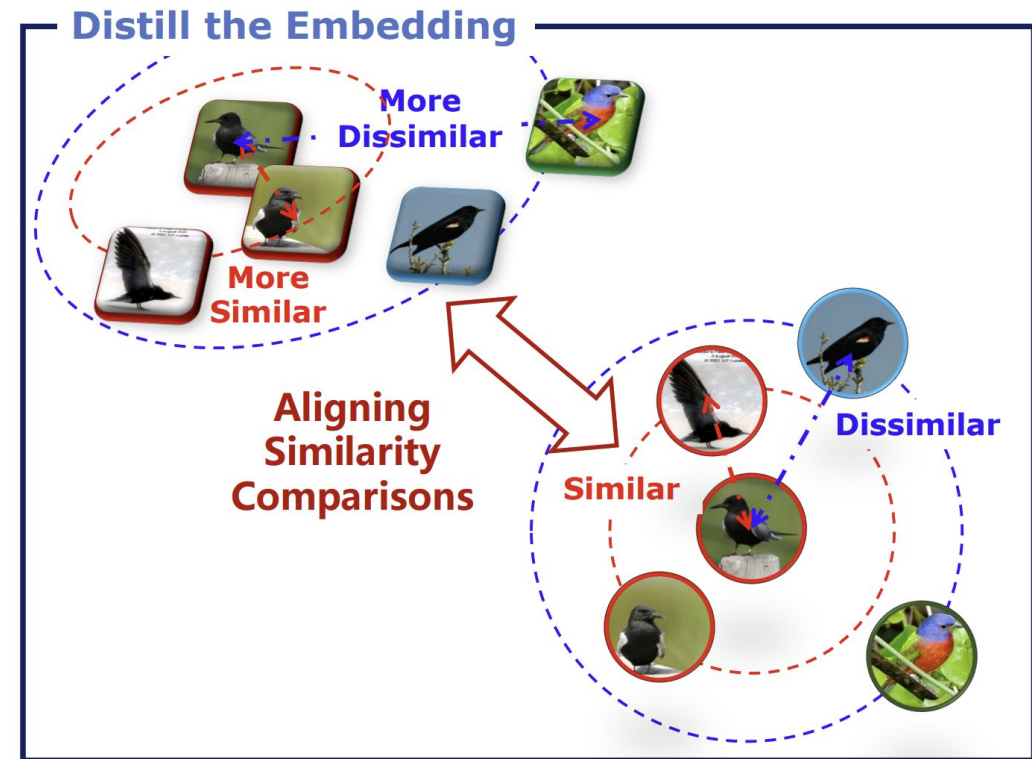 Distill the Embedding
More
Dissimilar
More
Similar
Aligning
Similarity
Comparisons
Dissimilar
Similar